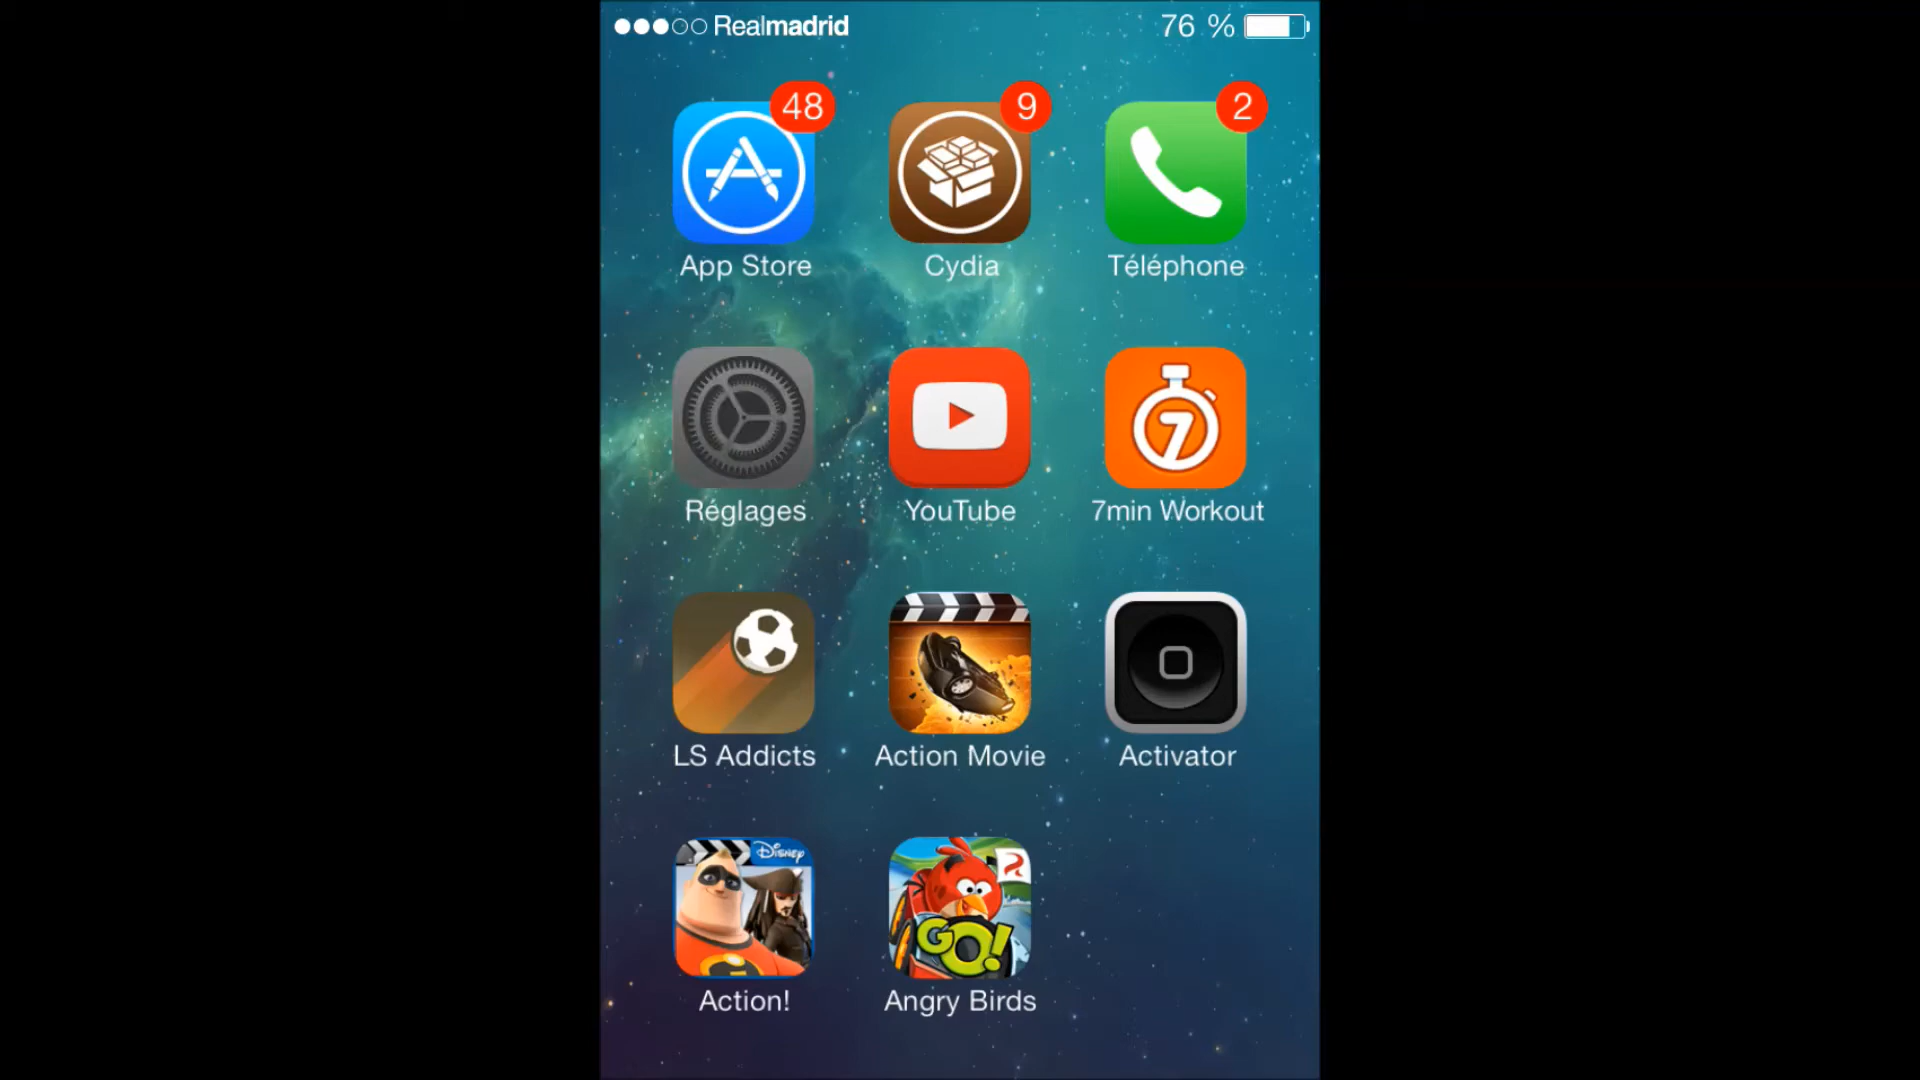 Realmadrid 76 %
48 9 2
App Store Cydia Téléphone
7
Réglages YouTube 7min Workout
LS Addicts Action Movie Activator
Disney
GO!
Action! Angry Birds